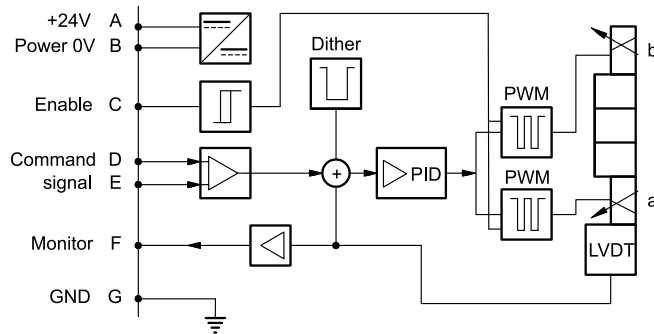 +24V A
Power 0V B
Dither
b
Enable C
PWM
Command D
signal E
PID
PWM
a
Monitor F
LVDT
GND G